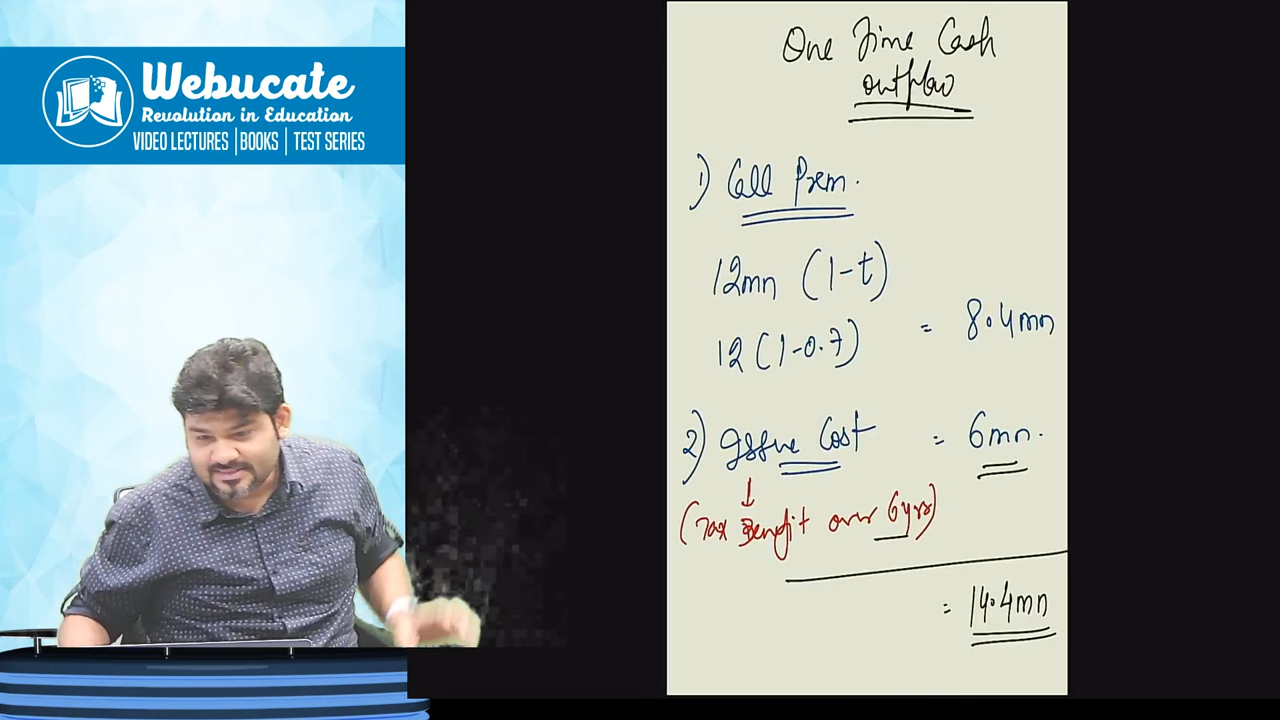 Webucate
Revolution in Education
VIDEO LECTURES | BOOKS | TEST SERIES
One Time Cash
outflow
1) Call Prem.
12mn (1-t)
12 (1-0.7) = 8.4mn
2) Issue Cost = 6mn.
(Tax Benefit over 6yrs)
= 14.4mn